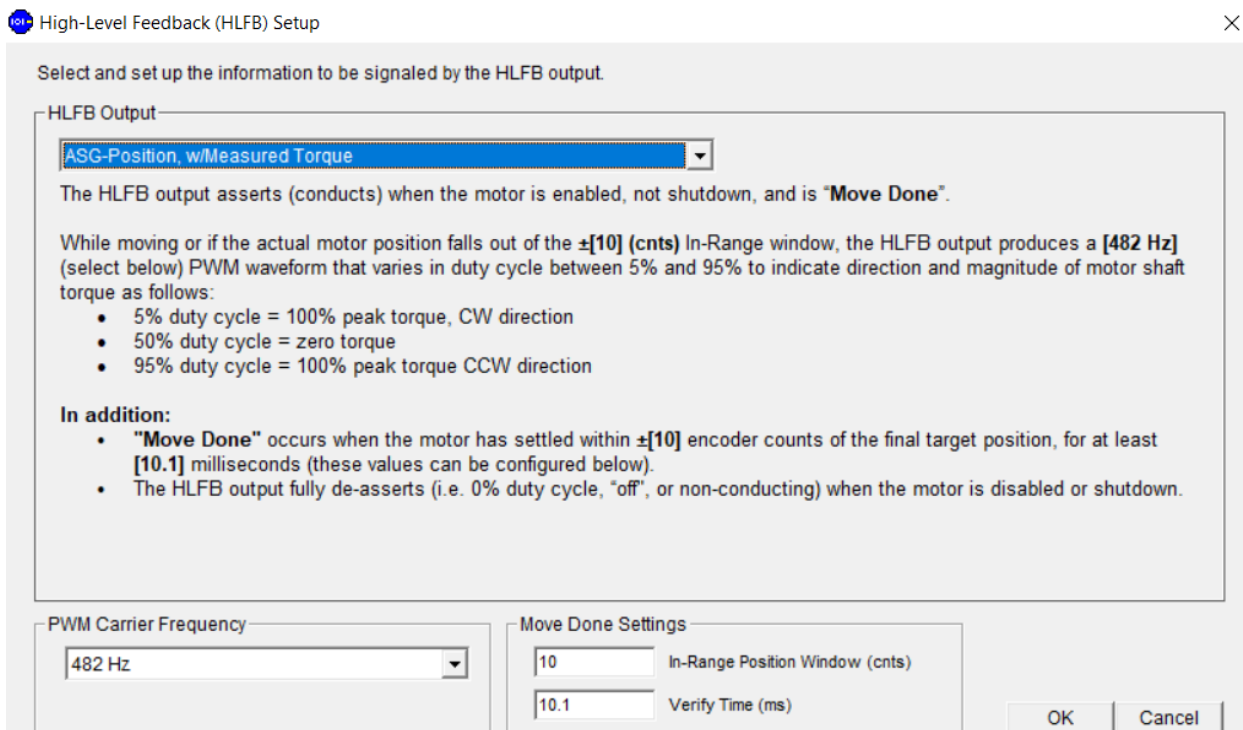 High-Level Feedback (HLFB) Setup
Select and set up the information to be signaled by the HLFB output.
HLFB Output
ASG-Position, w/Measured Torque
The HLFB output asserts (conducts) when the motor is enabled, not shutdown, and is “Move Done”.
While moving or if the actual motor position falls out of the ±[10] (cnts) In-Range window, the HLFB output produces a [482 Hz]
(select below) PWM waveform that varies in duty cycle between 5% and 95% to indicate direction and magnitude of motor shaft
torque as follows:
• 5% duty cycle = 100% peak torque, CW direction
• 50% duty cycle = zero torque
• 95% duty cycle = 100% peak torque CCW direction
In addition:
• "Move Done" occurs when the motor has settled within ±[10] encoder counts of the final target position, for at least
[10.1] milliseconds (these values can be configured below).
• The HLFB output fully de-asserts (i.e. 0% duty cycle, “off”, or non-conducting) when the motor is disabled or shutdown.
PWM Carrier Frequency
482 Hz
Move Done Settings
10 In-Range Position Window (cnts)
10.1 Verify Time (ms)
OK Cancel